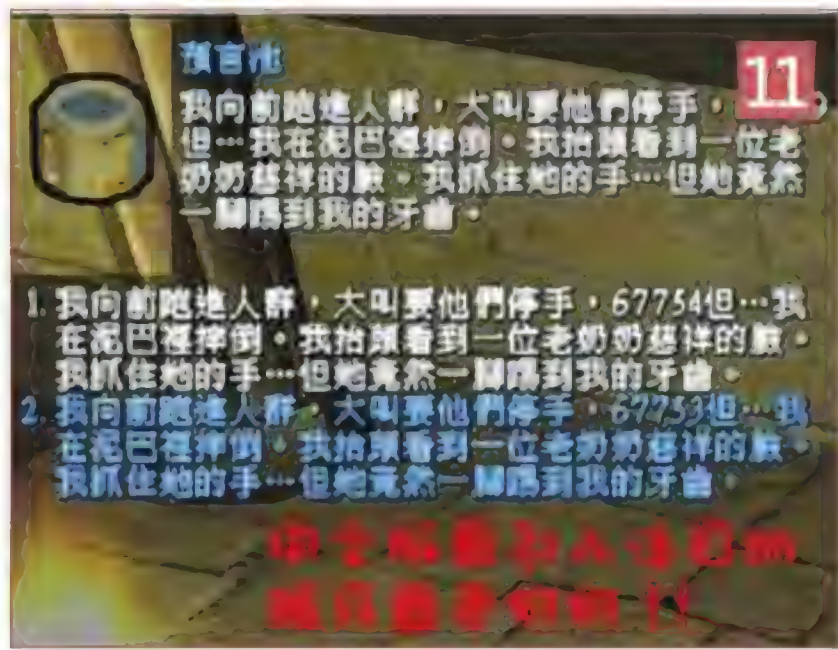 預言池
11
我向前跑進人群，大叫要他們停手，
但…我在泥巴裡摔倒。我抬頭看到一位老
奶奶慈祥的臉。我抓住她的手…但她竟然
一腳踢到我的牙齒。
1. 我向前跑進人群，大叫要他們停手，67754但…我
在泥巴裡摔倒。我抬頭看到一位老奶奶慈祥的臉。
我抓住她的手…但她竟然一腳踢到我的牙齒。
2. 我向前跑進人群，大叫要他們停手，67753但…我
在泥巴裡摔倒。我抬頭看到一位老奶奶慈祥的臉。
我抓住她的手…但她竟然一腳踢到我的牙齒。